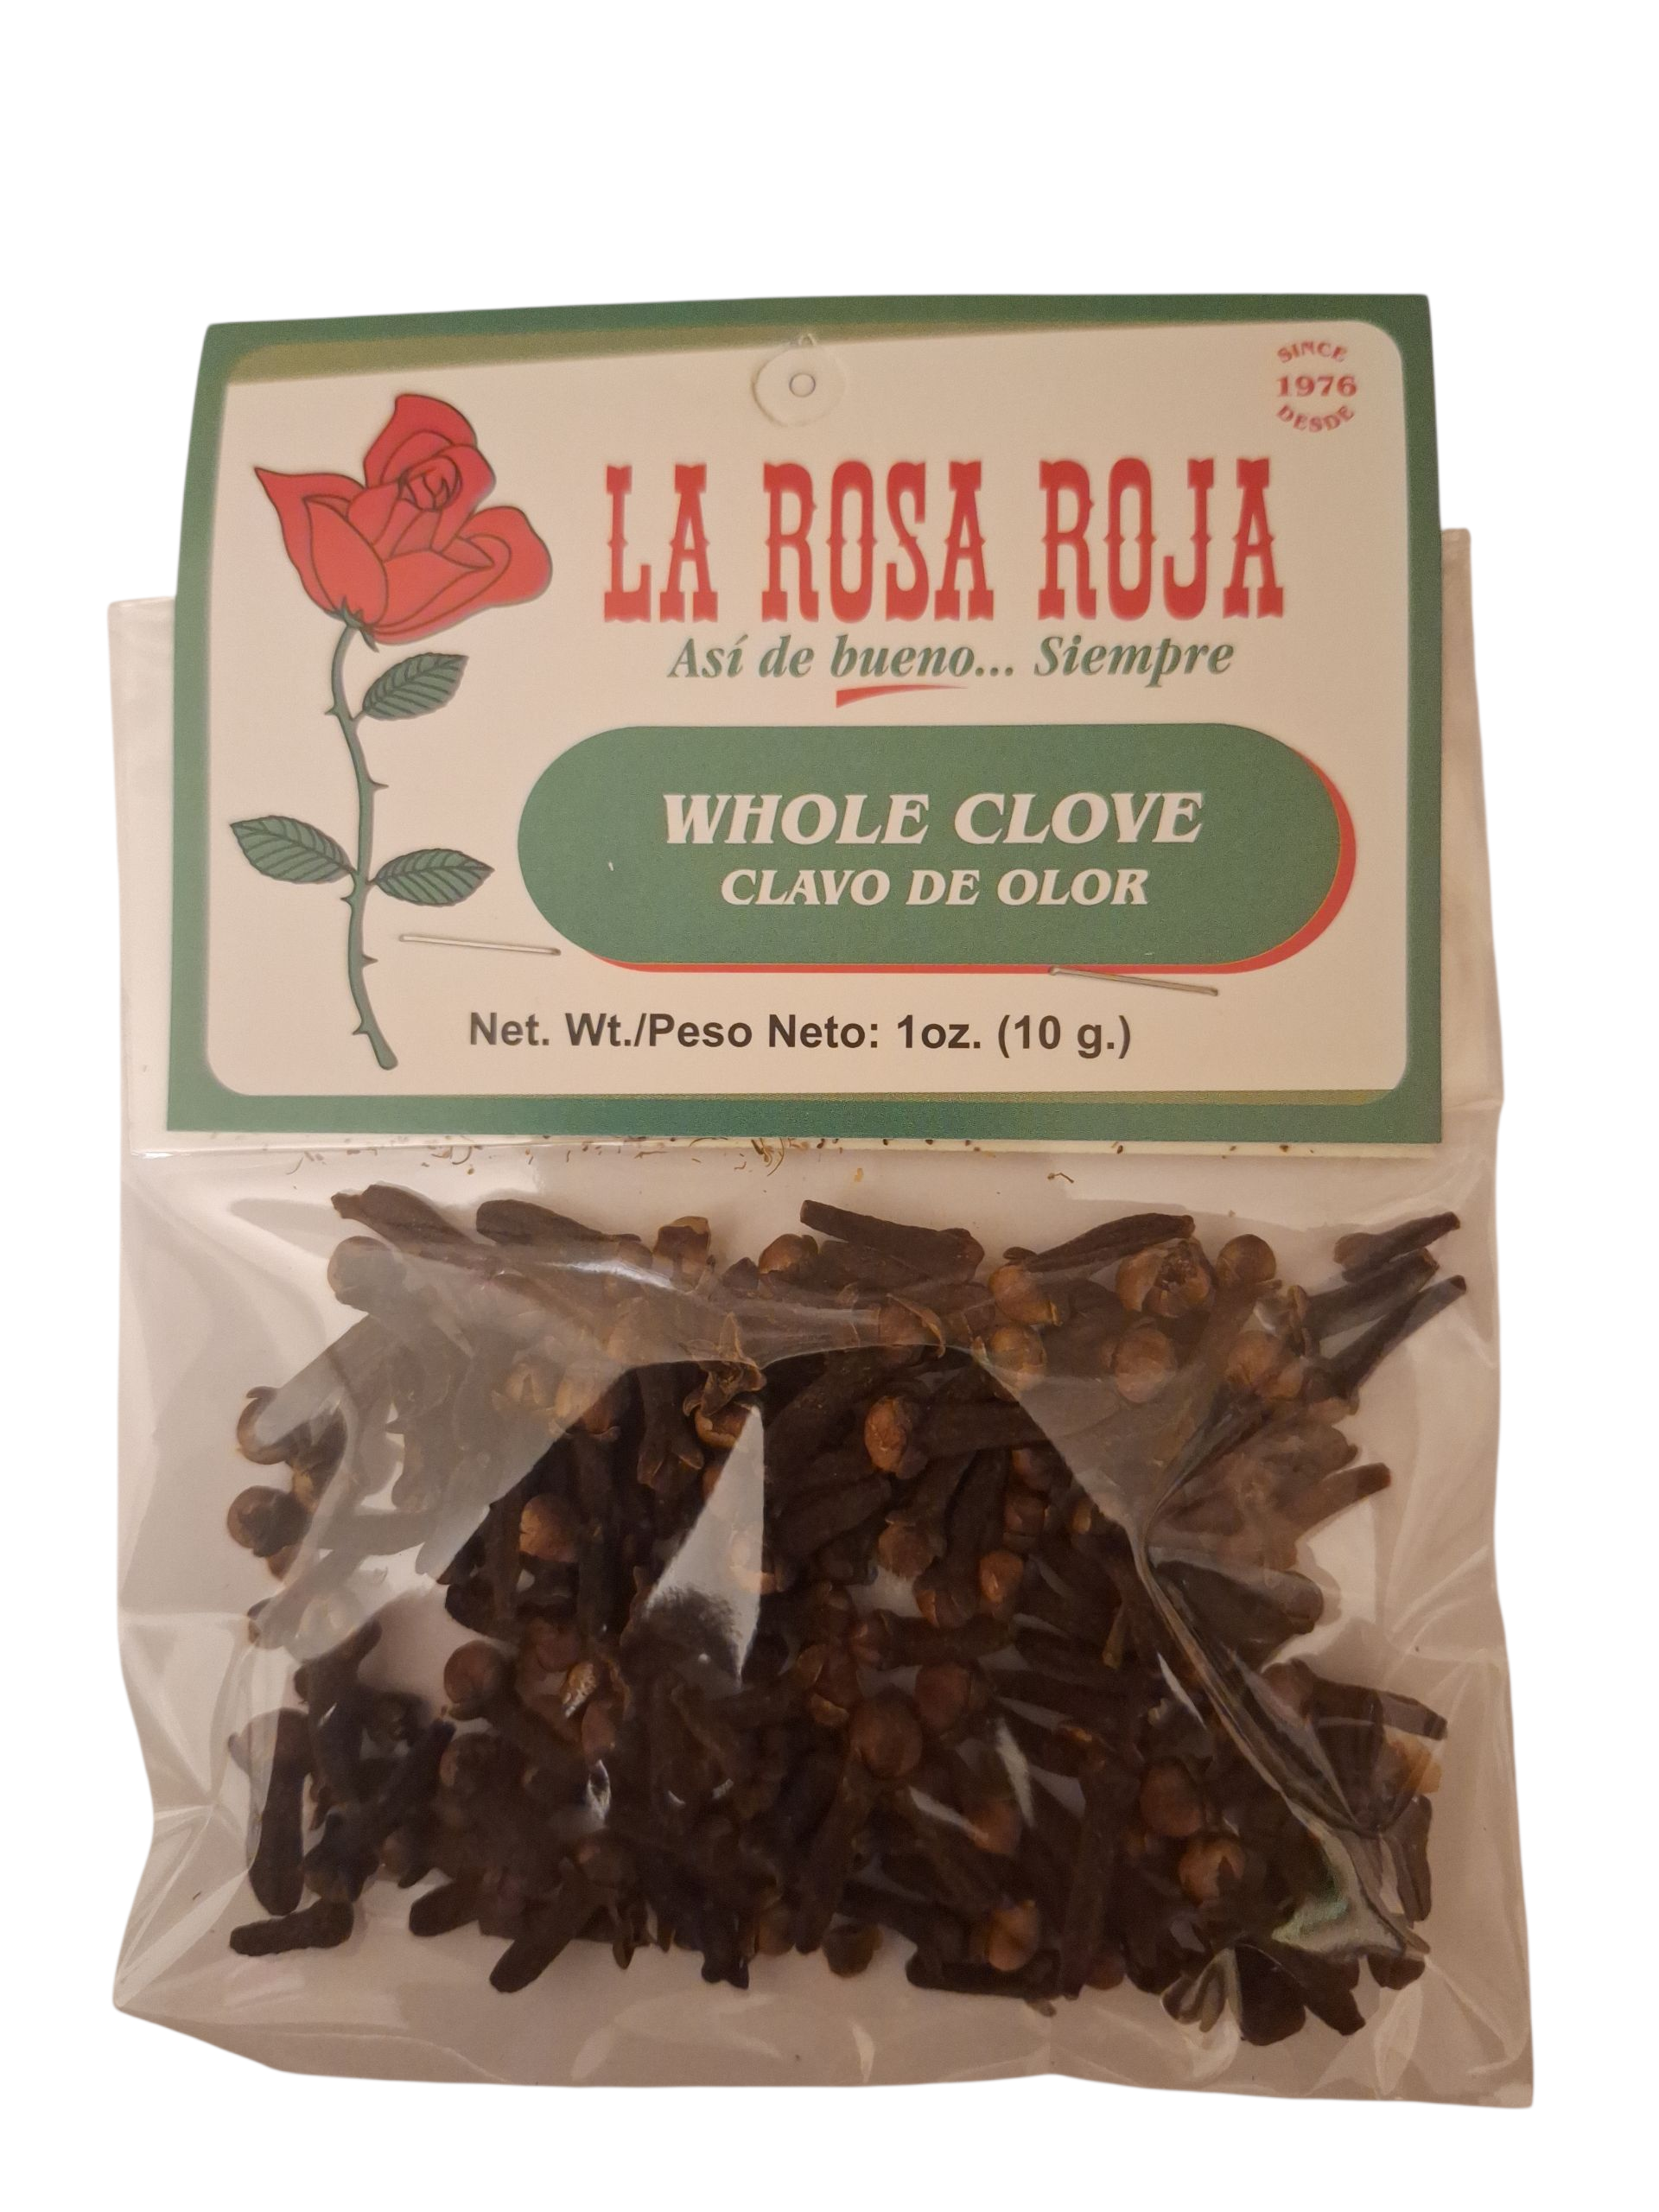 SINCE
1976
DESDE
LA ROSA ROJA
Así de bueno... Siempre
WHOLE CLOVE
CLAVO DE OLOR
Net. Wt./Peso Neto: 1oz. (10 g.)